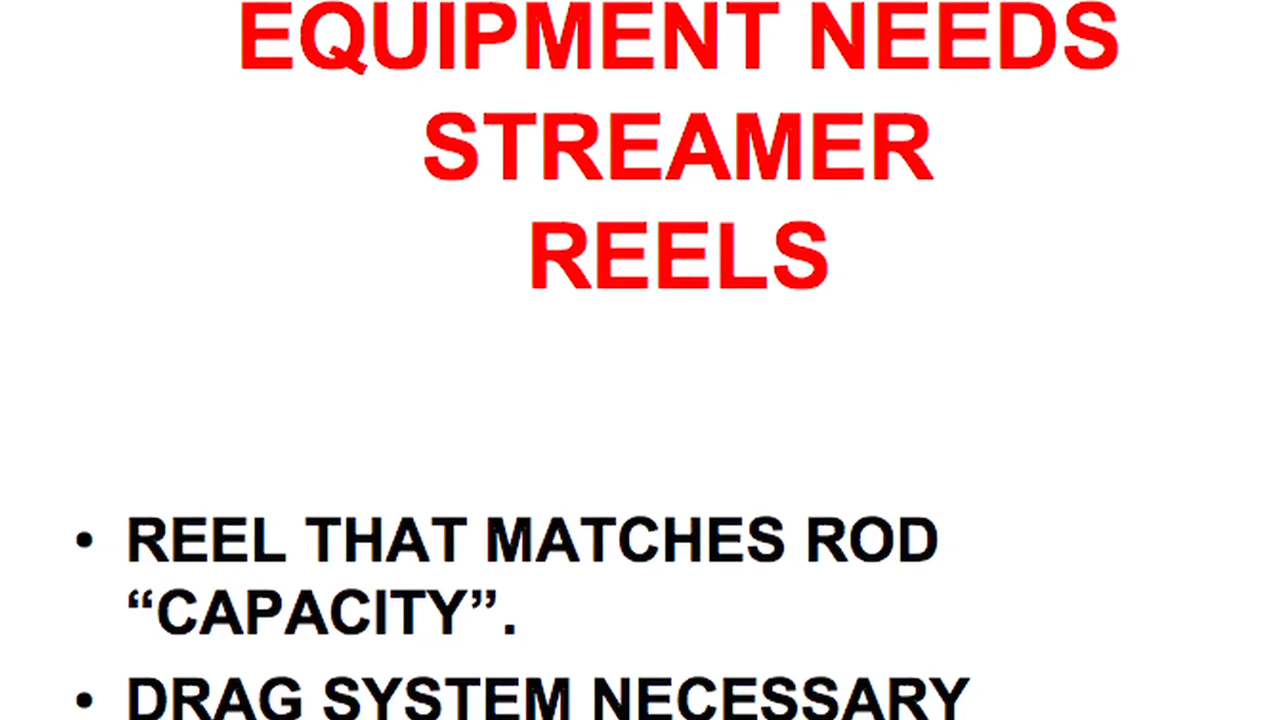 EQUIPMENT NEEDS
STREAMER
REELS
• REEL THAT MATCHES ROD
“CAPACITY”.
• DRAG SYSTEM NECESSARY